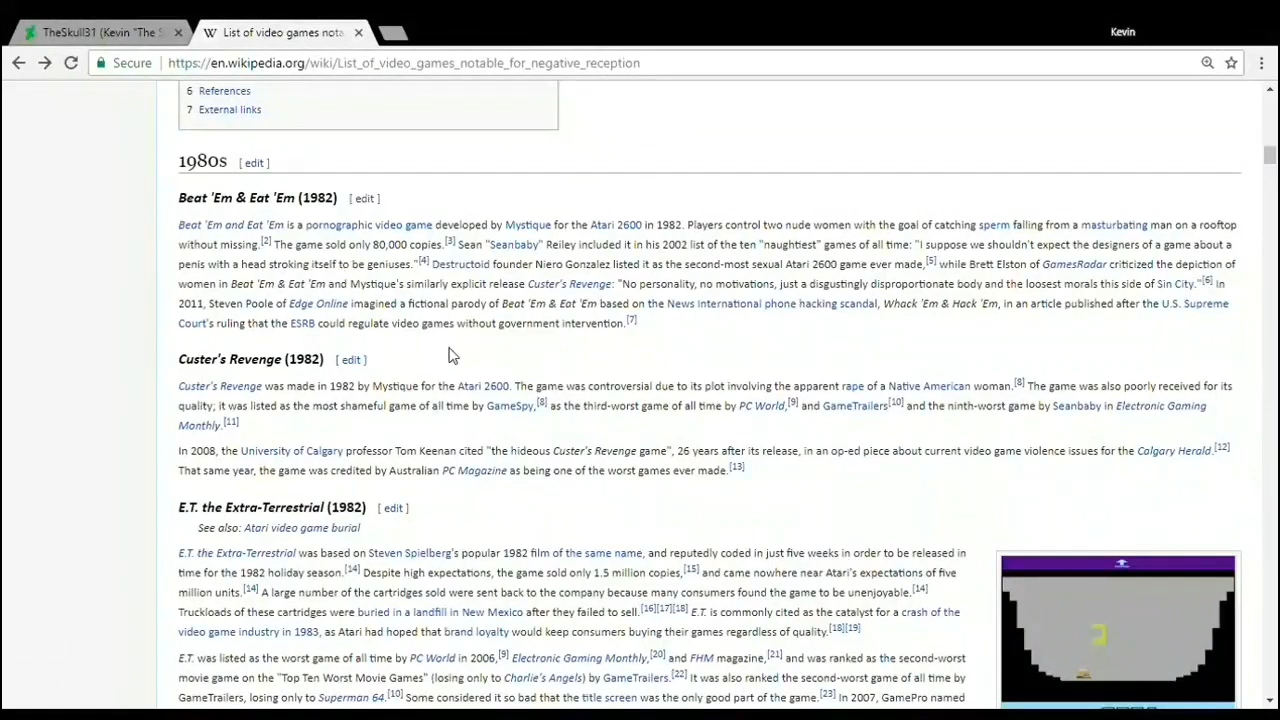 TheSkull31 (Kevin "The S
List of video games nota
Kevin
Secure
https://en.wikipedia.org/wiki/List_of_video_games_notable_for_negative_reception
6 References
7 External links
1980s [ edit ]
Beat 'Em & Eat 'Em (1982) [ edit ]
Beat 'Em and Eat 'Em is a pornographic video game developed by Mystique for the Atari 2600 in 1982. Players control two nude women with the goal of catching sperm falling from a masturbating man on a rooftop
without missing.[2] The game sold only 80,000 copies.[3] Sean "Seanbaby" Reiley included it in his 2002 list of the ten "naughtiest" games of all time: "I suppose we shouldn't expect the designers of a game about a
penis with a head stroking itself to be geniuses."[4] Destructoid founder Niero Gonzalez listed it as the second-most sexual Atari 2600 game ever made,[5] while Brett Elston of GamesRadar criticized the depiction of
women in Beat 'Em & Eat 'Em and Mystique's similarly explicit release Custer's Revenge: "No personality, no motivations, just a disgustingly disproportionate body and the loosest morals this side of Sin City."[6] In
2011, Steven Poole of Edge Online imagined a fictional parody of Beat 'Em & Eat 'Em based on the News International phone hacking scandal, Whack 'Em & Hack 'Em, in an article published after the U.S. Supreme
Court's ruling that the ESRB could regulate video games without government intervention.[7]
Custer's Revenge (1982) [ edit ]
Custer's Revenge was made in 1982 by Mystique for the Atari 2600. The game was controversial due to its plot involving the apparent rape of a Native American woman.[8] The game was also poorly received for its
quality; it was listed as the most shameful game of all time by GameSpy,[8] as the third-worst game of all time by PC World,[9] and GameTrailers[10] and the ninth-worst game by Seanbaby in Electronic Gaming
Monthly.[11]
In 2008, the University of Calgary professor Tom Keenan cited "the hideous Custer's Revenge game", 26 years after its release, in an op-ed piece about current video game violence issues for the Calgary Herald.[12]
That same year, the game was credited by Australian PC Magazine as being one of the worst games ever made.[13]
E.T. the Extra-Terrestrial (1982) [ edit ]
See also: Atari video game burial
E.T. the Extra-Terrestrial was based on Steven Spielberg's popular 1982 film of the same name, and reputedly coded in just five weeks in order to be released in
time for the 1982 holiday season.[14] Despite high expectations, the game sold only 1.5 million copies,[15] and came nowhere near Atari's expectations of five
million units.[14] A large number of the cartridges sold were sent back to the company because many consumers found the game to be unenjoyable.[14]
Truckloads of these cartridges were buried in a landfill in New Mexico after they failed to sell.[16][17][18] E.T. is commonly cited as the catalyst for a crash of the
video game industry in 1983, as Atari had hoped that brand loyalty would keep consumers buying their games regardless of quality.[18][19]
E.T. was listed as the worst game of all time by PC World in 2006,[9] Electronic Gaming Monthly,[20] and FHM magazine,[21] and was ranked as the second-worst
movie game on the "Top Ten Worst Movie Games" (losing only to Charlie's Angels) by GameTrailers.[22] It was also ranked the second-worst game of all time by
GameTrailers, losing only to Superman 64.[10] Some considered it so bad that the title screen was the only good part of the game.[23] In 2007, GamePro named